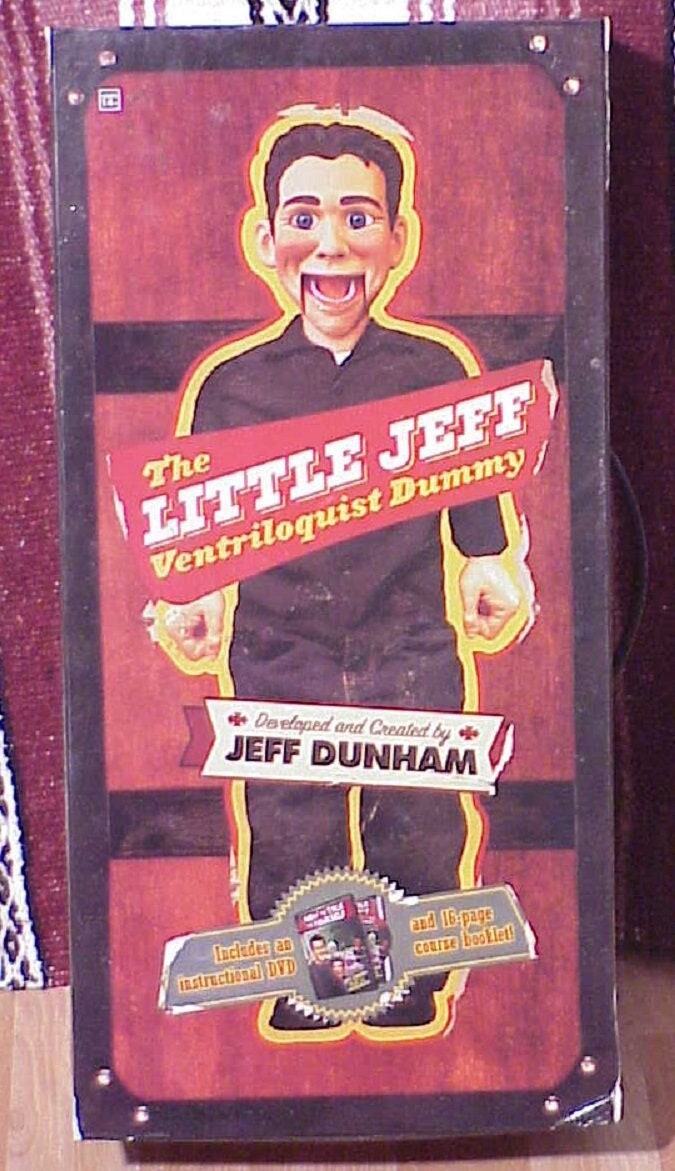 The
LITTLE JEFF
Ventriloquist Dummy
Developed and Created by
JEFF DUNHAM
Includes an
instructional DVD
and 16-page
course booklet!